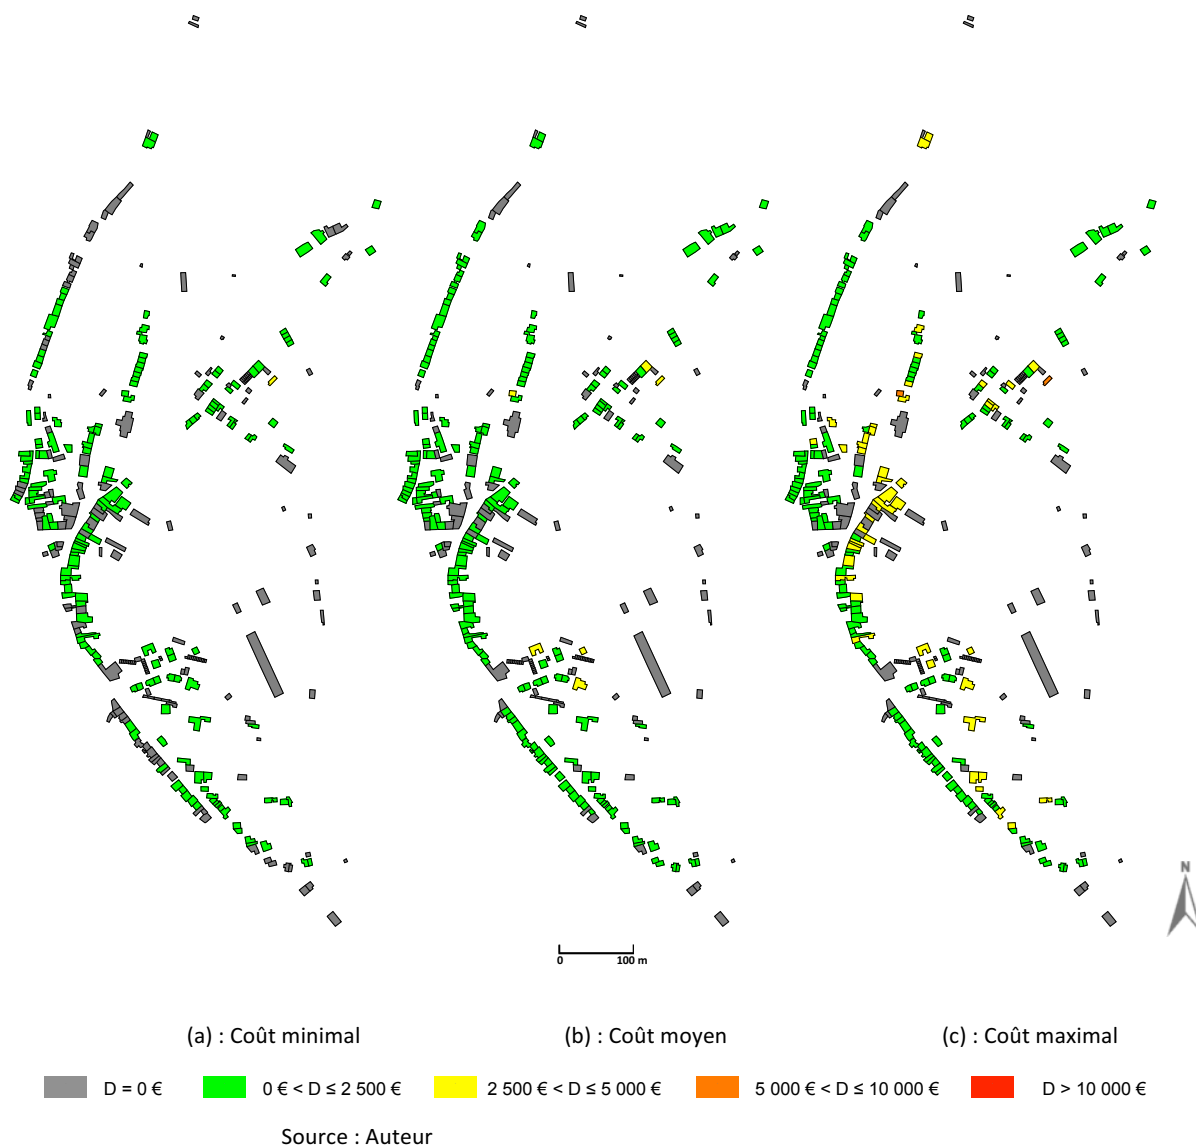 N
0 100 m
(a) : Coût minimal (b) : Coût moyen (c) : Coût maximal
D = 0 € 0 € < D ≤ 2 500 € 2 500 € < D ≤ 5 000 € 5 000 € < D ≤ 10 000 € D > 10 000 €
Source : Auteur